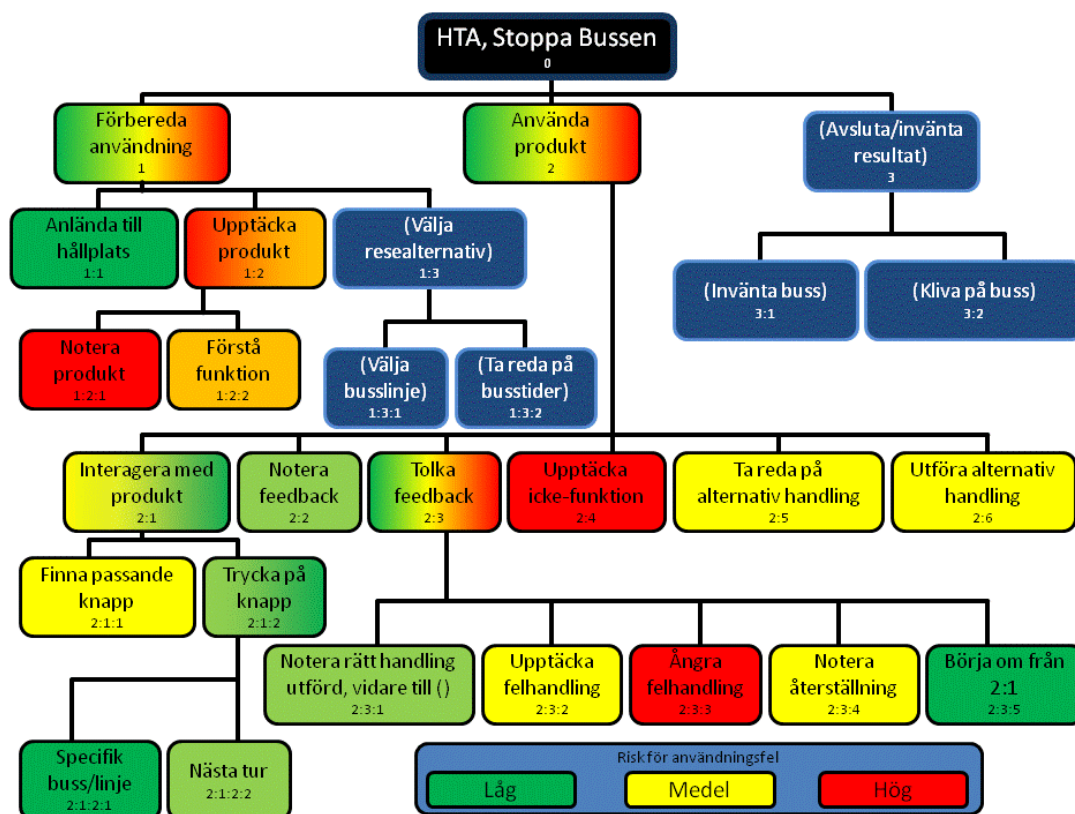 HTA, Stoppa Bussen
0
Förbereda
användning
1
Använda
produkt
2
(Avsluta/invänta
resultat)
3
Anlända till
hållplats
1:1
Upptäcka
produkt
1:2
(Välja
resealternativ)
1:3
(Invänta buss)
3:1
(Kliva på buss)
3:2
Notera
produkt
1:2:1
Förstå
funktion
1:2:2
(Välja
busslinje)
1:3:1
(Ta reda på
busstider)
1:3:2
Interagera med
produkt
2:1
Notera
feedback
2:2
Tolka
feedback
2:3
Upptäcka
icke-funktion
2:4
Ta reda på
alternativ handling
2:5
Utföra alternativ
handling
2:6
Finna passande
knapp
2:1:1
Trycka på
knapp
2:1:2
Notera rätt handling
utförd, vidare till ( )
2:3:1
Upptäcka
felhandling
2:3:2
Ångra
felhandling
2:3:3
Notera
återställning
2:3:4
Börja om från
2:1
2:3:5
Specifik
buss/linje
2:1:2:1
Nästa tur
2:1:2:2
Risk för användningsfel
Låg
Medel
Hög